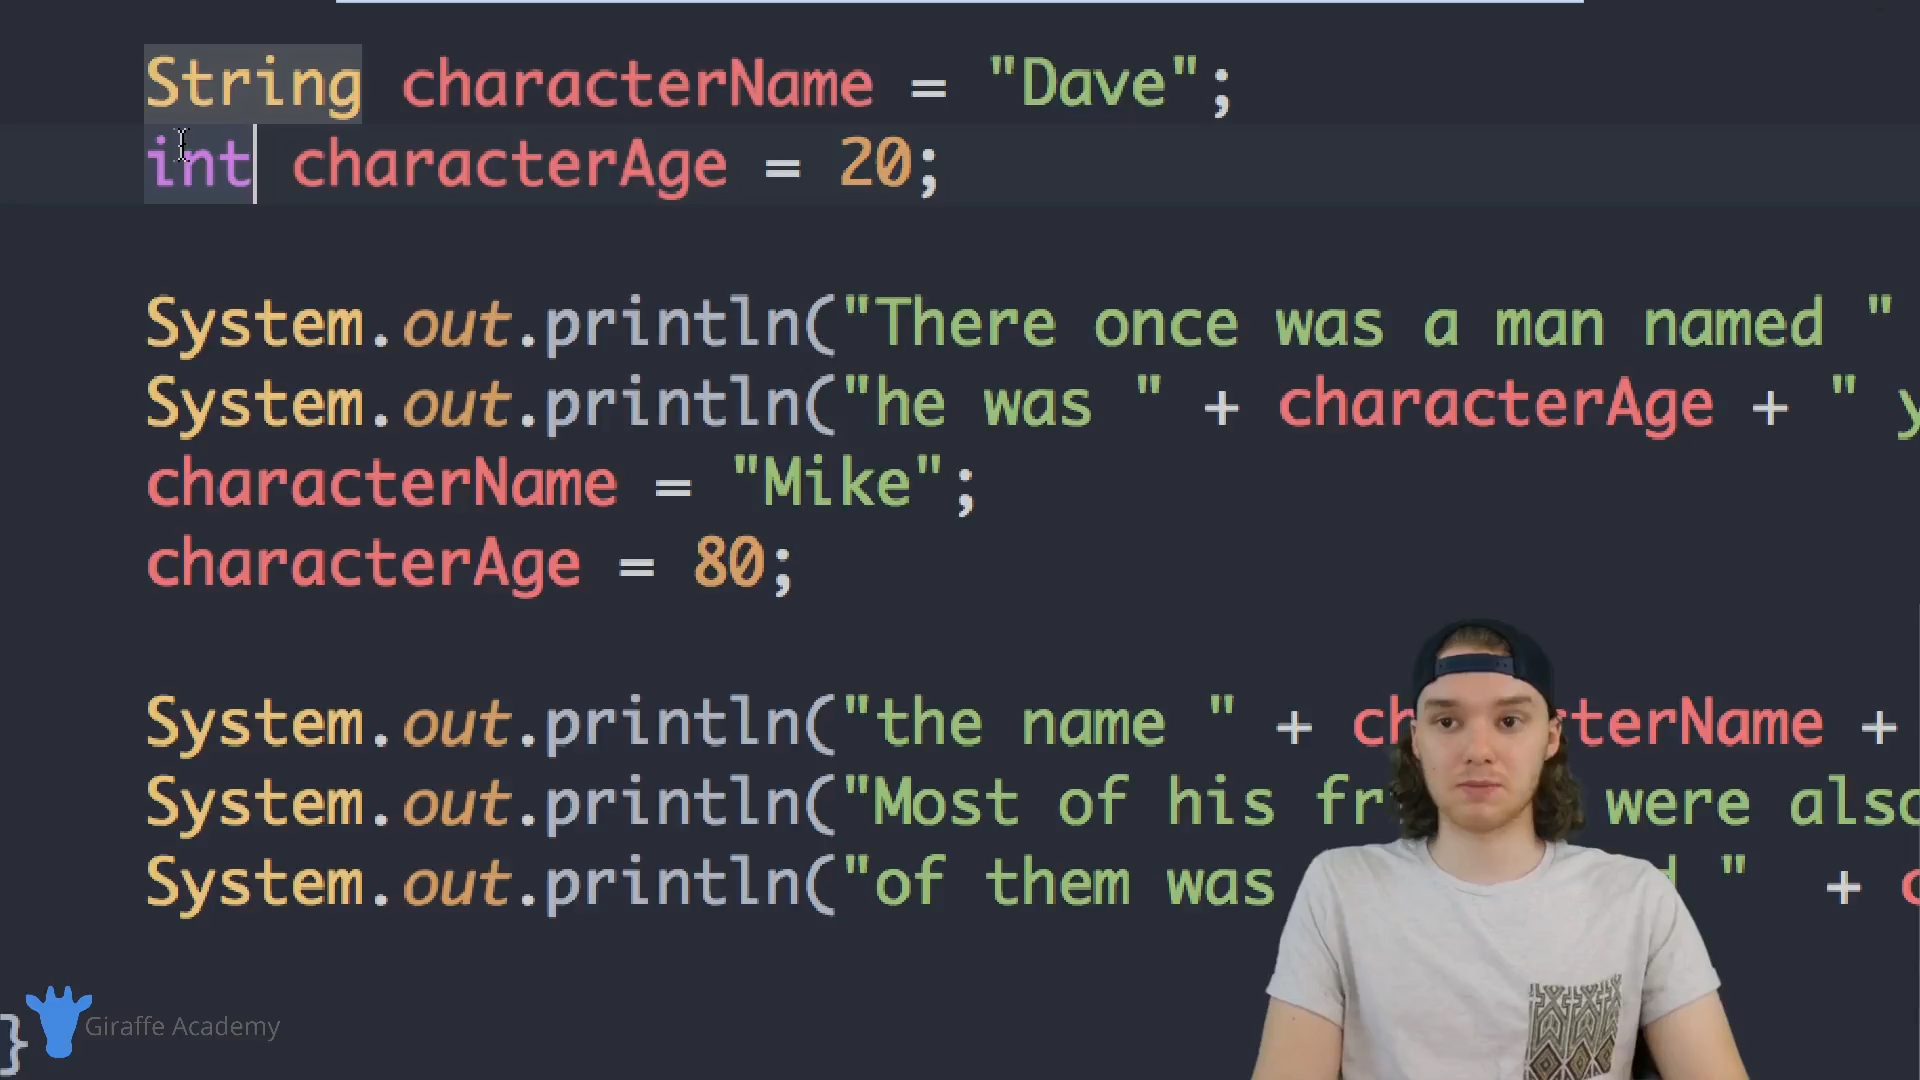 String characterName = "Dave";
int characterAge = 20;
System.out.println("There once was a man named "
System.out.println("he was " + characterAge + " y
characterName = "Mike";
characterAge = 80;
System.out.println("the name " + ch terName +
System.out.println("Most of his fr were also
System.out.println("of them was " + c
}
Giraffe Academy